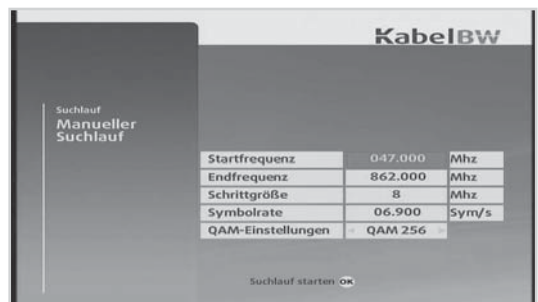 KabelBW
Suchlauf
Manueller
Suchlauf
Startfrequenz 047.000 Mhz
Endfrequenz 862.000 Mhz
Schrittgröße 8 Mhz
Symbolrate 06.900 Sym/s
QAM-Einstellungen QAM 256
Suchlauf starten OK